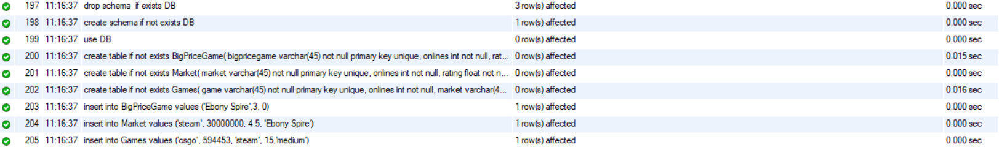 197 11:16:37 drop schema if exists DB 3 row(s) affected 0.000 sec
198 11:16:37 create schema if not exists DB 1 row(s) affected 0.000 sec
199 11:16:37 use DB 0 row(s) affected 0.000 sec
200 11:16:37 create table if not exists BigPriceGame( bigpricegame varchar(45) not null primary key unique, onlines int not null, rat... 0 row(s) affected 0.015 sec
201 11:16:37 create table if not exists Market( market varchar(45) not null primary key unique, onlines int not null, rating float not n... 0 row(s) affected 0.000 sec
202 11:16:37 create table if not exists Games( game varchar(45) not null primary key unique, onlines int not null, market varchar(4... 0 row(s) affected 0.016 sec
203 11:16:37 insert into BigPriceGame values ('Ebony Spire',3, 0) 1 row(s) affected 0.000 sec
204 11:16:37 insert into Market values ('steam', 30000000, 4.5, 'Ebony Spire') 1 row(s) affected 0.000 sec
205 11:16:37 insert into Games values ('csgo', 594453, 'steam', 15,'medium') 1 row(s) affected 0.000 sec